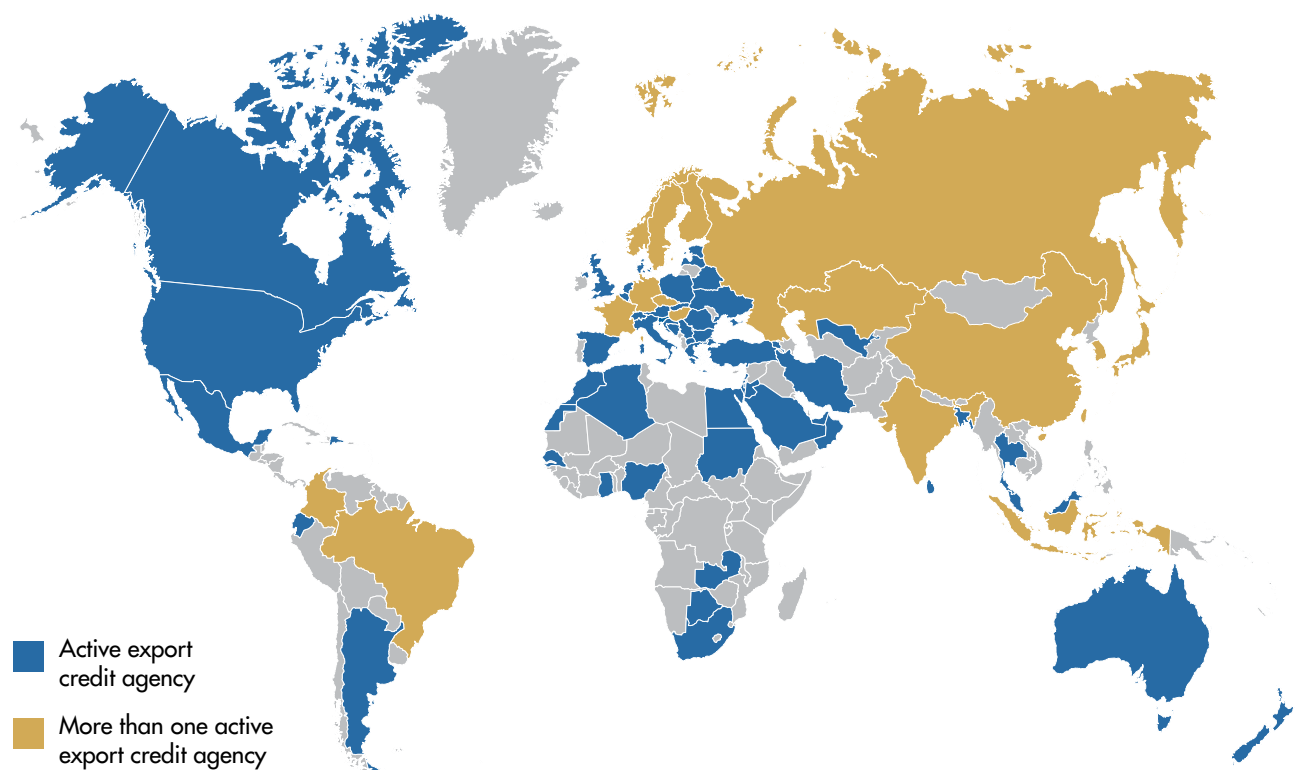 Active export
credit agency
More than one active
export credit agency